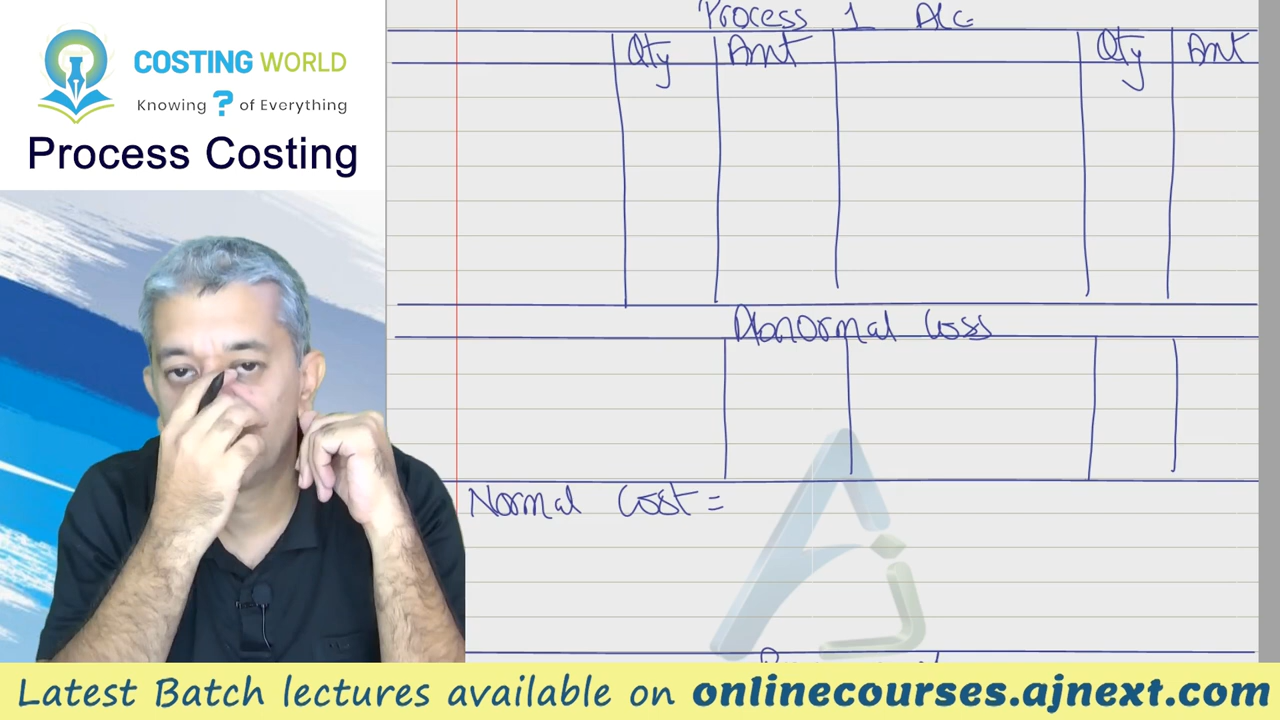 COSTING WORLD
Knowing ? of Everything
Process Costing
Process 1 A/c
Qty Amt Qty Amt
Abnormal Loss
Normal Cost =
Latest Batch lectures available on onlinecourses.ajnext.com